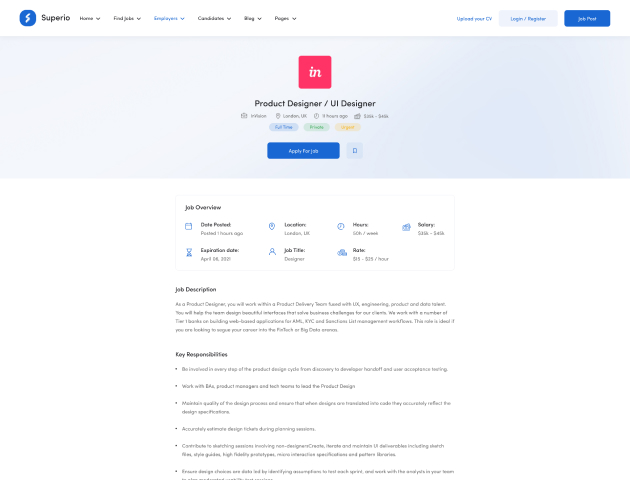 Superio
Home
Find Jobs
Employers
Candidates
Blog
Pages
Upload your CV
Login / Register
Job Post
in
Product Designer / UI Designer
InVision
London, UK
11 hours ago
$35k - $45k
Full Time
Private
Urgent
Apply For Job
Job Overview
Date Posted:
Posted 1 hours ago
Location:
London, UK
Hours:
50h / week
Salary:
$35k - $45k
Expiration date:
April 06, 2021
Job Title:
Designer
Rate:
$15 - $25 / hour
Job Description
As a Product Designer, you will work within a Product Delivery Team fused with UX, engineering, product and data talent.
You will help the team design beautiful interfaces that solve business challenges for our clients. We work with a number of
Tier 1 banks on building web-based applications for AML, KYC and Sanctions List management workflows. This role is ideal if
you are looking to segue your career into the FinTech or Big Data arenas.
Key Responsibilities
Be involved in every step of the product design cycle from discovery to developer handoff and user acceptance testing.
Work with BAs, product managers and tech teams to lead the Product Design
Maintain quality of the design process and ensure that when designs are translated into code they accurately reflect the
design specifications.
Accurately estimate design tickets during planning sessions.
Contribute to sketching sessions involving non-designersCreate, iterate and maintain UI deliverables including sketch
files, style guides, high fidelity prototypes, micro interaction specifications and pattern libraries.
Ensure design choices are data led by identifying assumptions to test each sprint, and work with the analysts in your team